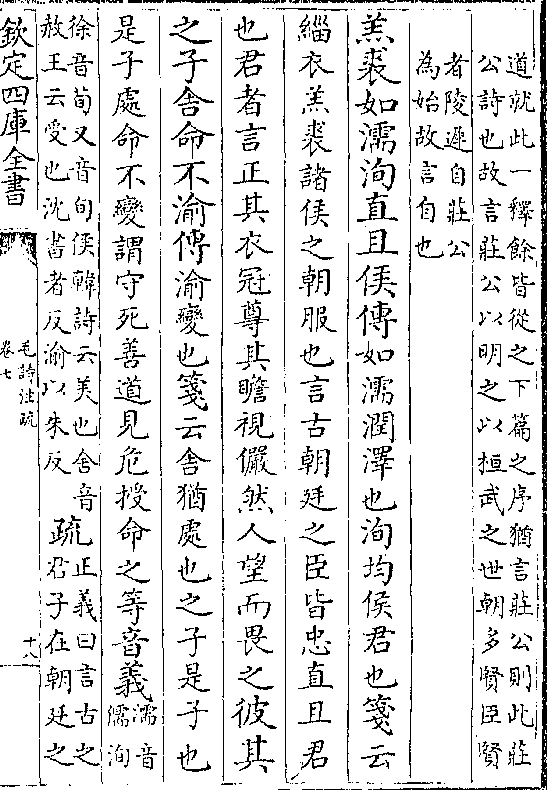 道就此一釋餘皆從之下篇之序猶言莊公則此莊
公詩也故言莊公以明之以桓武之世朝多賢臣賢
者陵遲自莊公
為始故言自也
羔裘如濡洵直且侯傳如濡潤澤也洵均侯君也箋云
緇衣羔裘諸侯之朝服也言古朝廷之臣皆忠直且君
也君者言正其衣冠尊其瞻視儼然人望而畏之彼其
之子舍命不渝傳渝變也箋云舍猶處也之子是子也
是子處命不變謂守死善道見危授命之等音義濡音
儒洵
徐音荀又音旬侯韓詩云美也舍音
赦王云受也沈書者反渝以朱反
疏正義曰言古之
君子在朝廷之
欽定四庫全書
毛詩注疏
卷七
十八